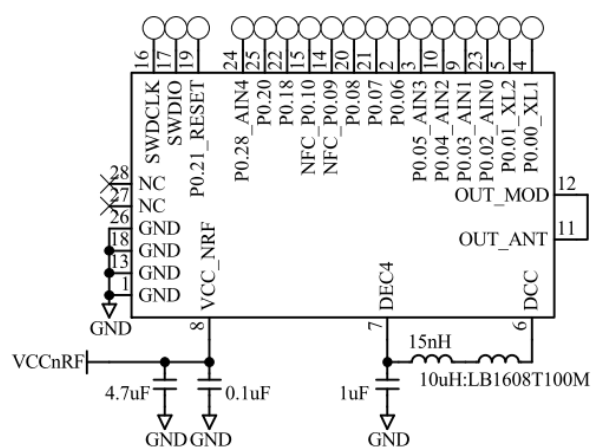 16 17 19 24 25 22 15 14 20 21 2 3 10 9 23 5 4
SWDCLK
SWDIO
P0.21_RESET
P0.28_AIN4
P0.20
P0.18
NFC_P0.10
NFC_P0.09
P0.08
P0.07
P0.06
P0.05_AIN3
P0.04_AIN2
P0.03_AIN1
P0.02_AIN0
P0.01_XL2
P0.00_XL1
28 NC
27 NC
26 GND
18 GND
13 GND
1 GND
GND
OUT_MOD 12
OUT_ANT 11
VCC_NRF
DEC4
DCC
8
7
6
15nH
VCCnRF
10uH:LB1608T100M
4.7uF
0.1uF
1uF
GND GND
GND